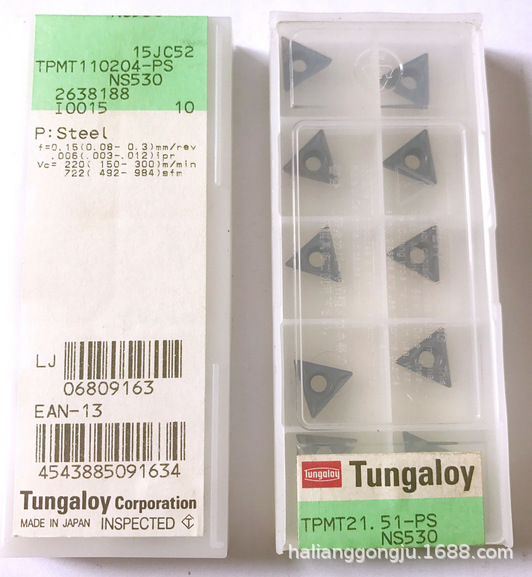 15JC52
TPMT110204-PS
NS530
2638188
I0015 10
P:Steel
f=0.15(0.08- 0.3)mm/rev
.006(.003-.012)ipr
Vc= 220( 150- 300)m/min
722( 492- 984)sfm
LJ
06809163
EAN-13
4543885091634
Tungaloy Corporation
MADE IN JAPAN INSPECTED
Tungaloy Tungaloy
TPMT21.51-PS
NS530
halianggongju.1688.com